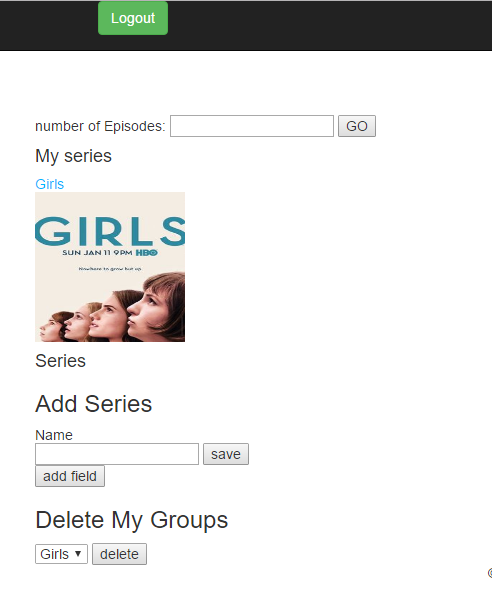 Logout
number of Episodes: GO
My series
Girls
GIRLS
SUN JAN 11 9PM HBO
Nowhere to grow but up.
Series
Add Series
Name
save
add field
Delete My Groups
Girls ▼ delete
©